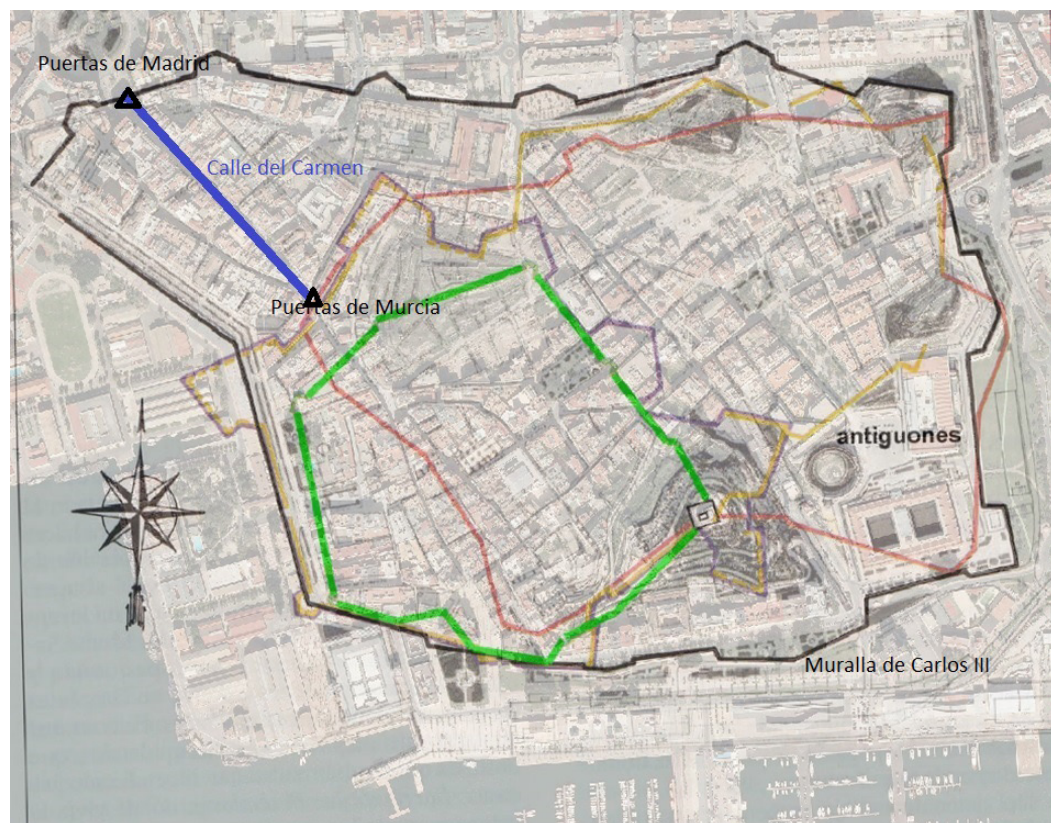 Puertas de Madrid
Calle del Carmen
Puertas de Murcia
antiguones
Muralla de Carlos III